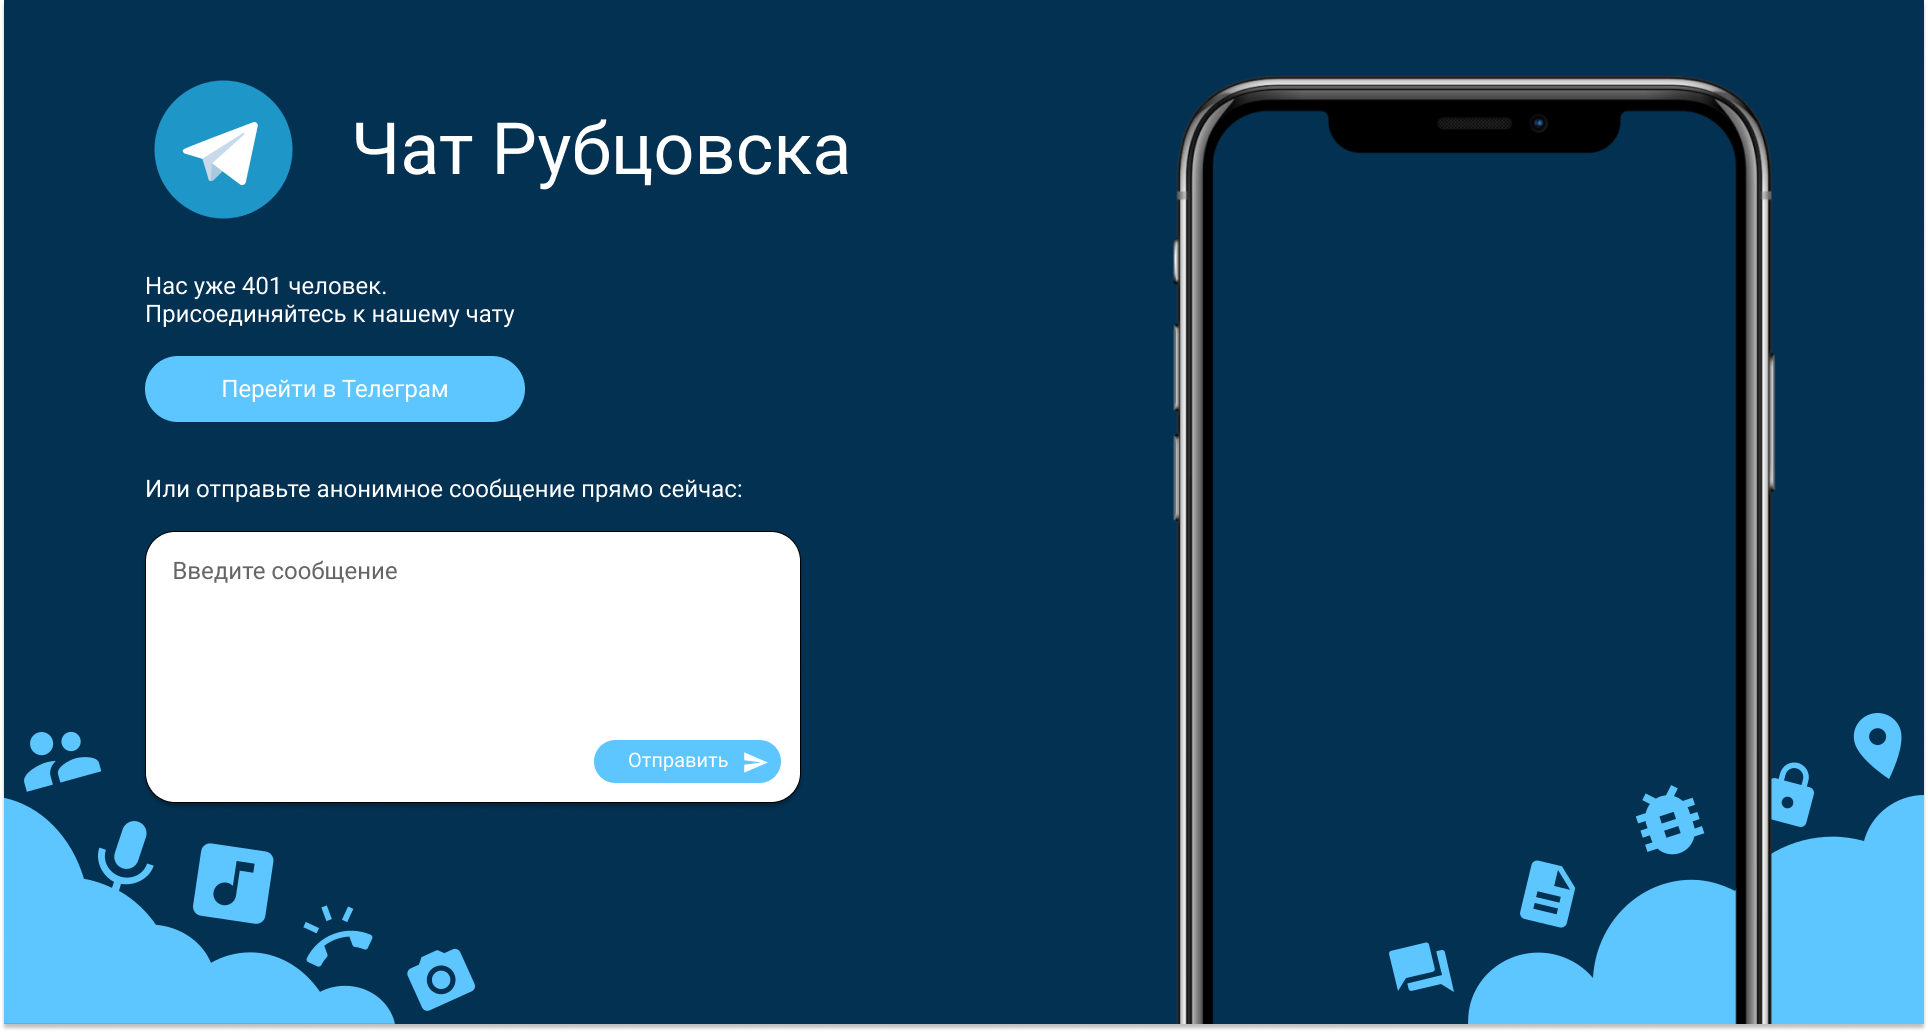 Чат Рубцовска
Нас уже 401 человек.
Присоединяйтесь к нашему чату
Перейти в Телеграм
Или отправьте анонимное сообщение прямо сейчас:
Введите сообщение
Отправить